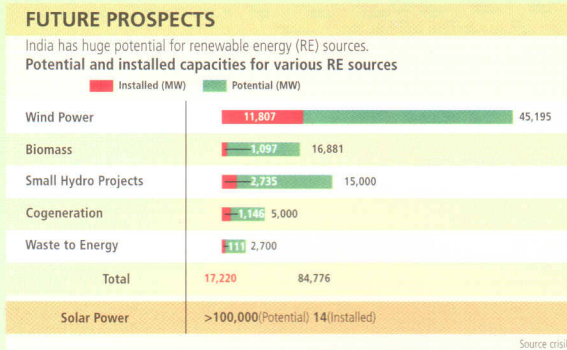 FUTURE PROSPECTS
India has huge potential for renewable energy (RE) sources.
Potential and installed capacities for various RE sources
Installed (MW) Potential (MW)
Wind Power 11,807 45,195
Biomass 1,097 16,881
Small Hydro Projects 2,735 15,000
Cogeneration 1,146 5,000
Waste to Energy 111 2,700
Total 17,220 84,776
Solar Power >100,000(Potential) 14(Installed)
Source crisil